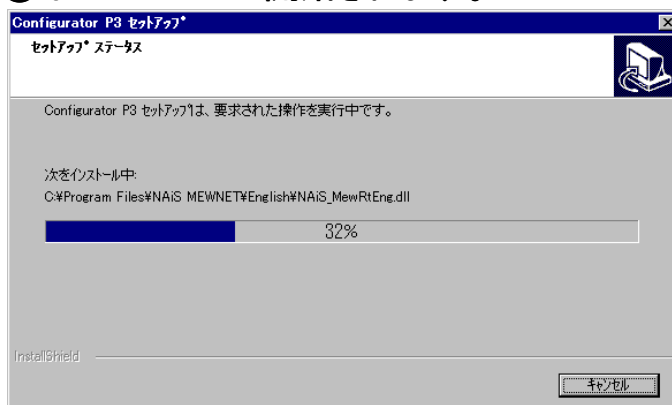 Configurator P3 ｾｯﾄｱｯﾌﾟ
ｾｯﾄｱｯﾌﾟ ｽﾃｰﾀｽ
Configurator P3 ｾｯﾄｱｯﾌﾟは、要求された操作を実行中です。
次をｲﾝｽﾄｰﾙ中:
C:¥Program Files¥NAiS MEWNET¥English¥NAiS_MewRtEng.dll
32%
InstallShield
ｷｬﾝｾﾙ